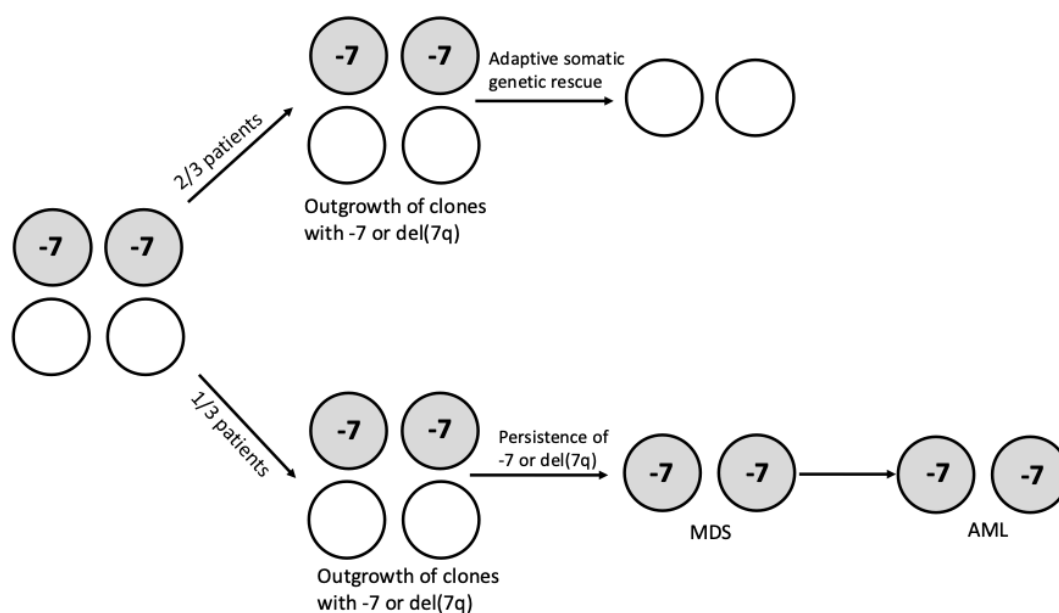 -7 -7
Adaptive somatic
genetic rescue
2/3 patients
Outgrowth of clones
with -7 or del(7q)
-7 -7
1/3 patients
-7 -7
Persistence of
-7 or del(7q)
-7 -7
-7 -7
MDS
AML
Outgrowth of clones
with -7 or del(7q)